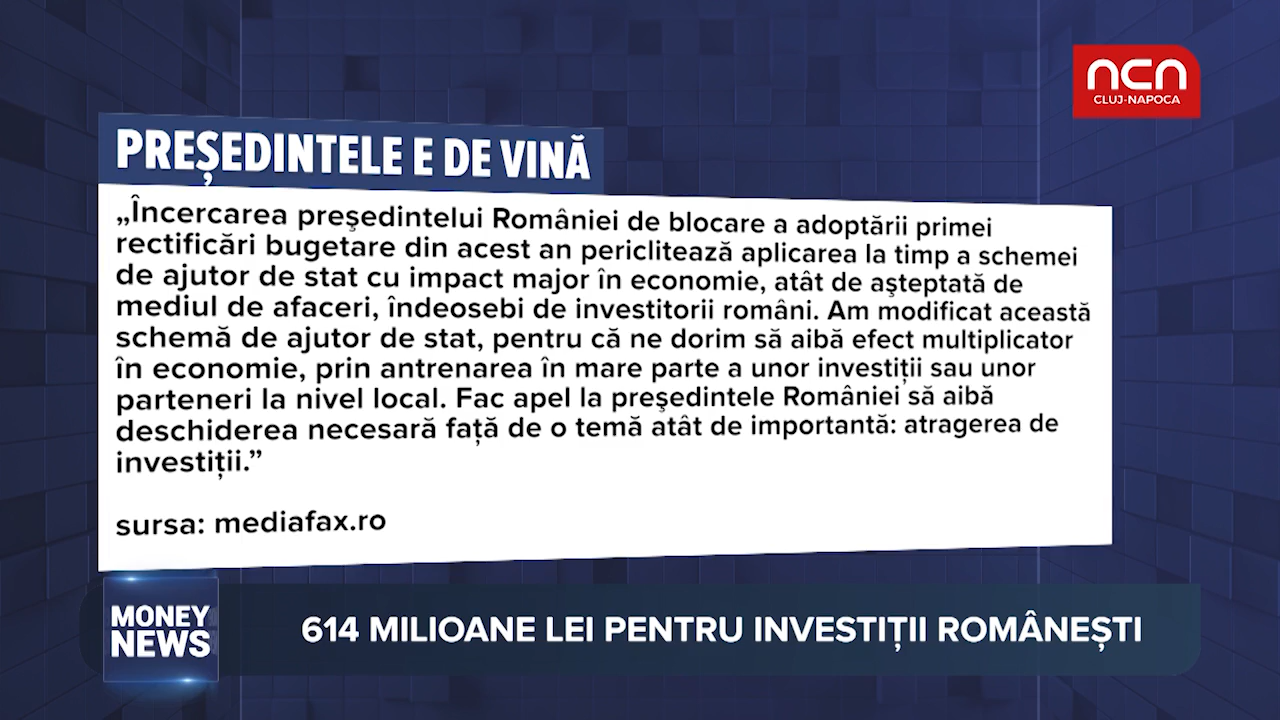 ncn
CLUJ-NAPOCA
PREȘEDINTELE E DE VINĂ
„Încercarea preşedintelui României de blocare a adoptării primei
rectificări bugetare din acest an periclitează aplicarea la timp a schemei
de ajutor de stat cu impact major în economie, atât de aşteptată de
mediul de afaceri, îndeosebi de investitorii români. Am modificat această
schemă de ajutor de stat, pentru că ne dorim să aibă efect multiplicator
în economie, prin antrenarea în mare parte a unor investiții sau unor
parteneri la nivel local. Fac apel la preşedintele României să aibă
deschiderea necesară față de o temă atât de importantă: atragerea de
investiții.”
sursa: mediafax.ro
MONEY
NEWS
614 MILIOANE LEI PENTRU INVESTIȚII ROMÂNEȘTI